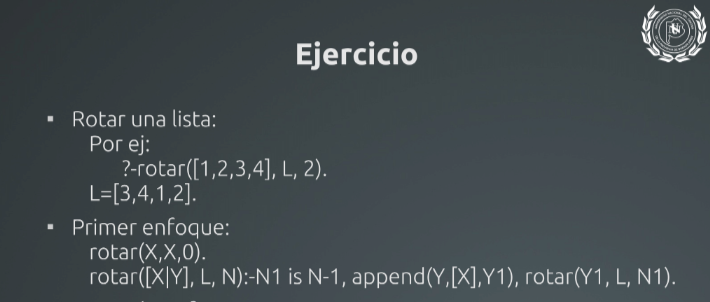 Ejercicio
▪ Rotar una lista:
Por ej:
?-rotar([1,2,3,4], L, 2).
L=[3,4,1,2].
▪ Primer enfoque:
rotar(X,X,0).
rotar([X|Y], L, N):-N1 is N-1, append(Y,[X],Y1), rotar(Y1, L, N1).